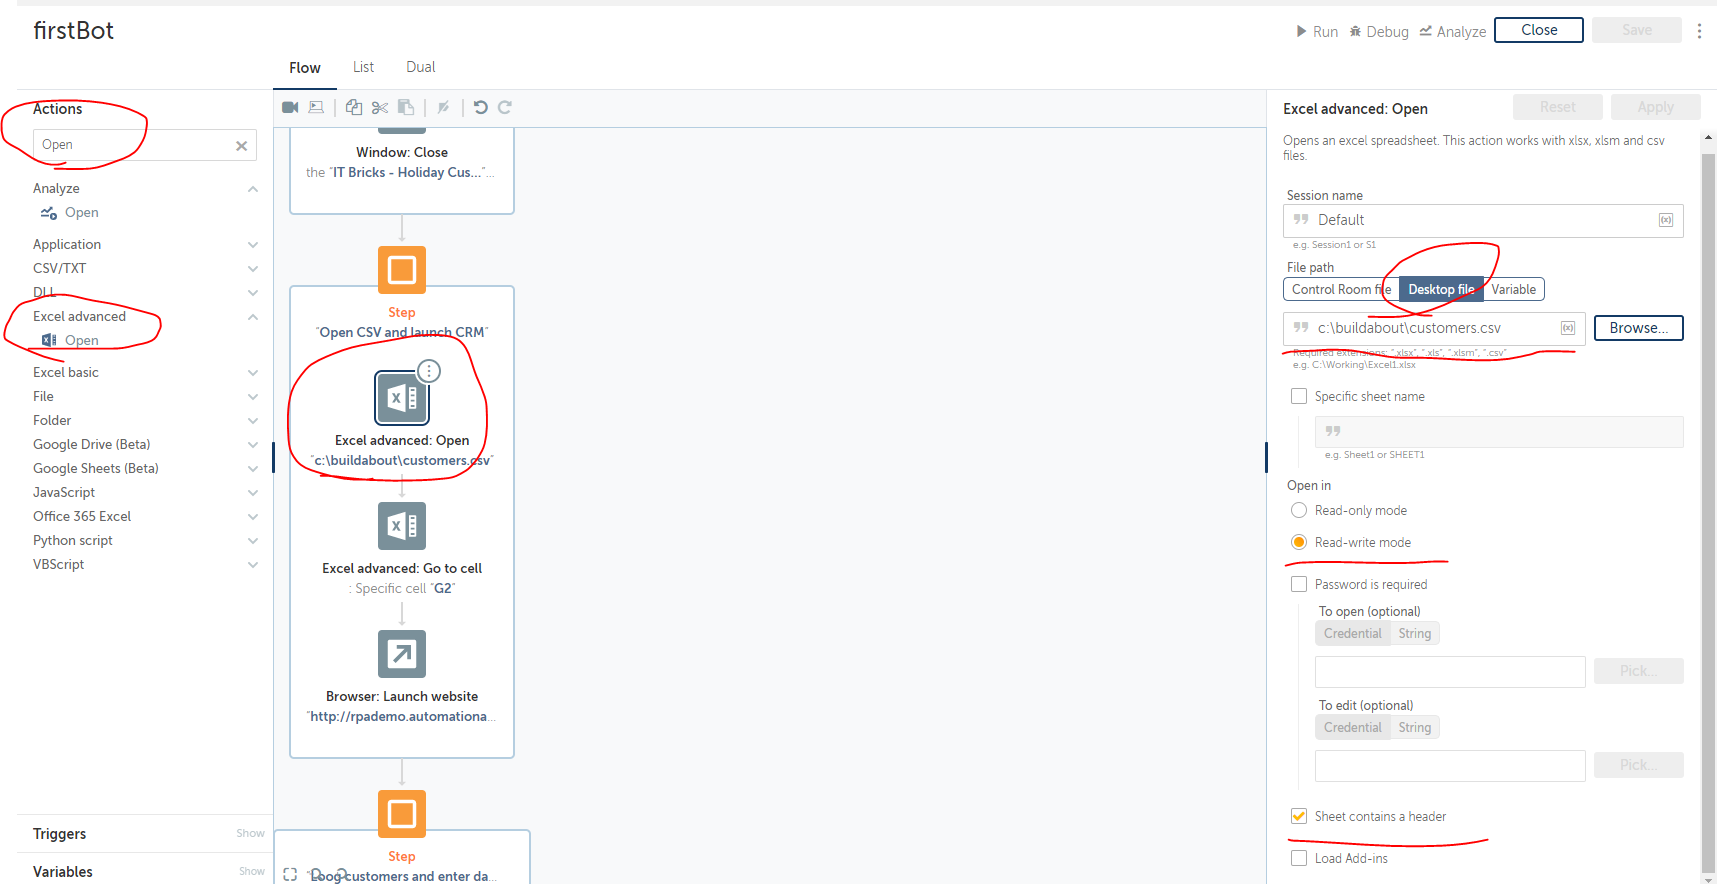 firstBot
Run Debug Analyze Close Save
Flow List Dual
Actions
Open
Analyze
Open
Application
CSV/TXT
DLL
Excel advanced
Open
Excel basic
File
Folder
Google Drive (Beta)
Google Sheets (Beta)
JavaScript
Office 365 Excel
Python script
VBScript
Triggers Show
Variables Show
Window: Close
the "IT Bricks - Holiday Cus..."...
Step
"Open CSV and launch CRM"
Excel advanced: Open
"c:\buildabout\customers.csv"
Excel advanced: Go to cell
: Specific cell "G2"
Browser: Launch website
"http://rpademo.automationa...
Step
"Loog customers and enter da...
Excel advanced: Open
Reset Apply
Opens an excel spreadsheet. This action works with xlsx, xlsm and csv
files.
Session name
Default (x)
e.g. Session1 or S1
File path
Control Room file Desktop file Variable
c:\buildabout\customers.csv (x) Browse...
Required extensions: ".xlsx", ".xls", ".xlsm", ".csv"
e.g. C:\Working\Excel1.xlsx
Specific sheet name
e.g. Sheet1 or SHEET1
Open in
Read-only mode
Read-write mode
Password is required
To open (optional)
Credential String
Pick...
To edit (optional)
Credential String
Pick...
Sheet contains a header
Load Add-ins